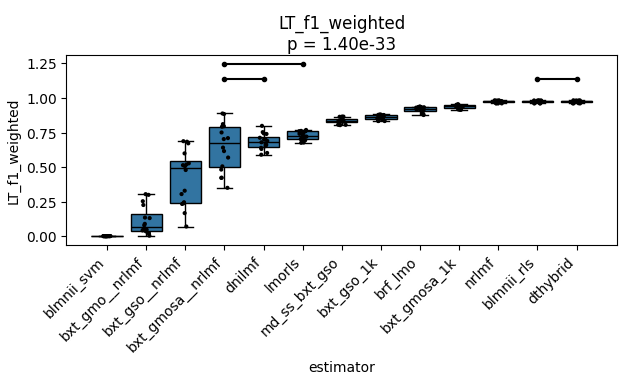 LT_f1_weighted
p = 1.40e-33
LT_f1_weighted
1.25
1.00
0.75
0.50
0.25
0.00
blmnii_svm
bxt_gmo__nrlmf
bxt_gso__nrlmf
bxt_gmosa__nrlmf
dnilmf
lmorls
md_ss_bxt_gso
bxt_gso_1k
brf_lmo
bxt_gmosa_1k
nrlmf
blmnii_rls
dthybrid
estimator